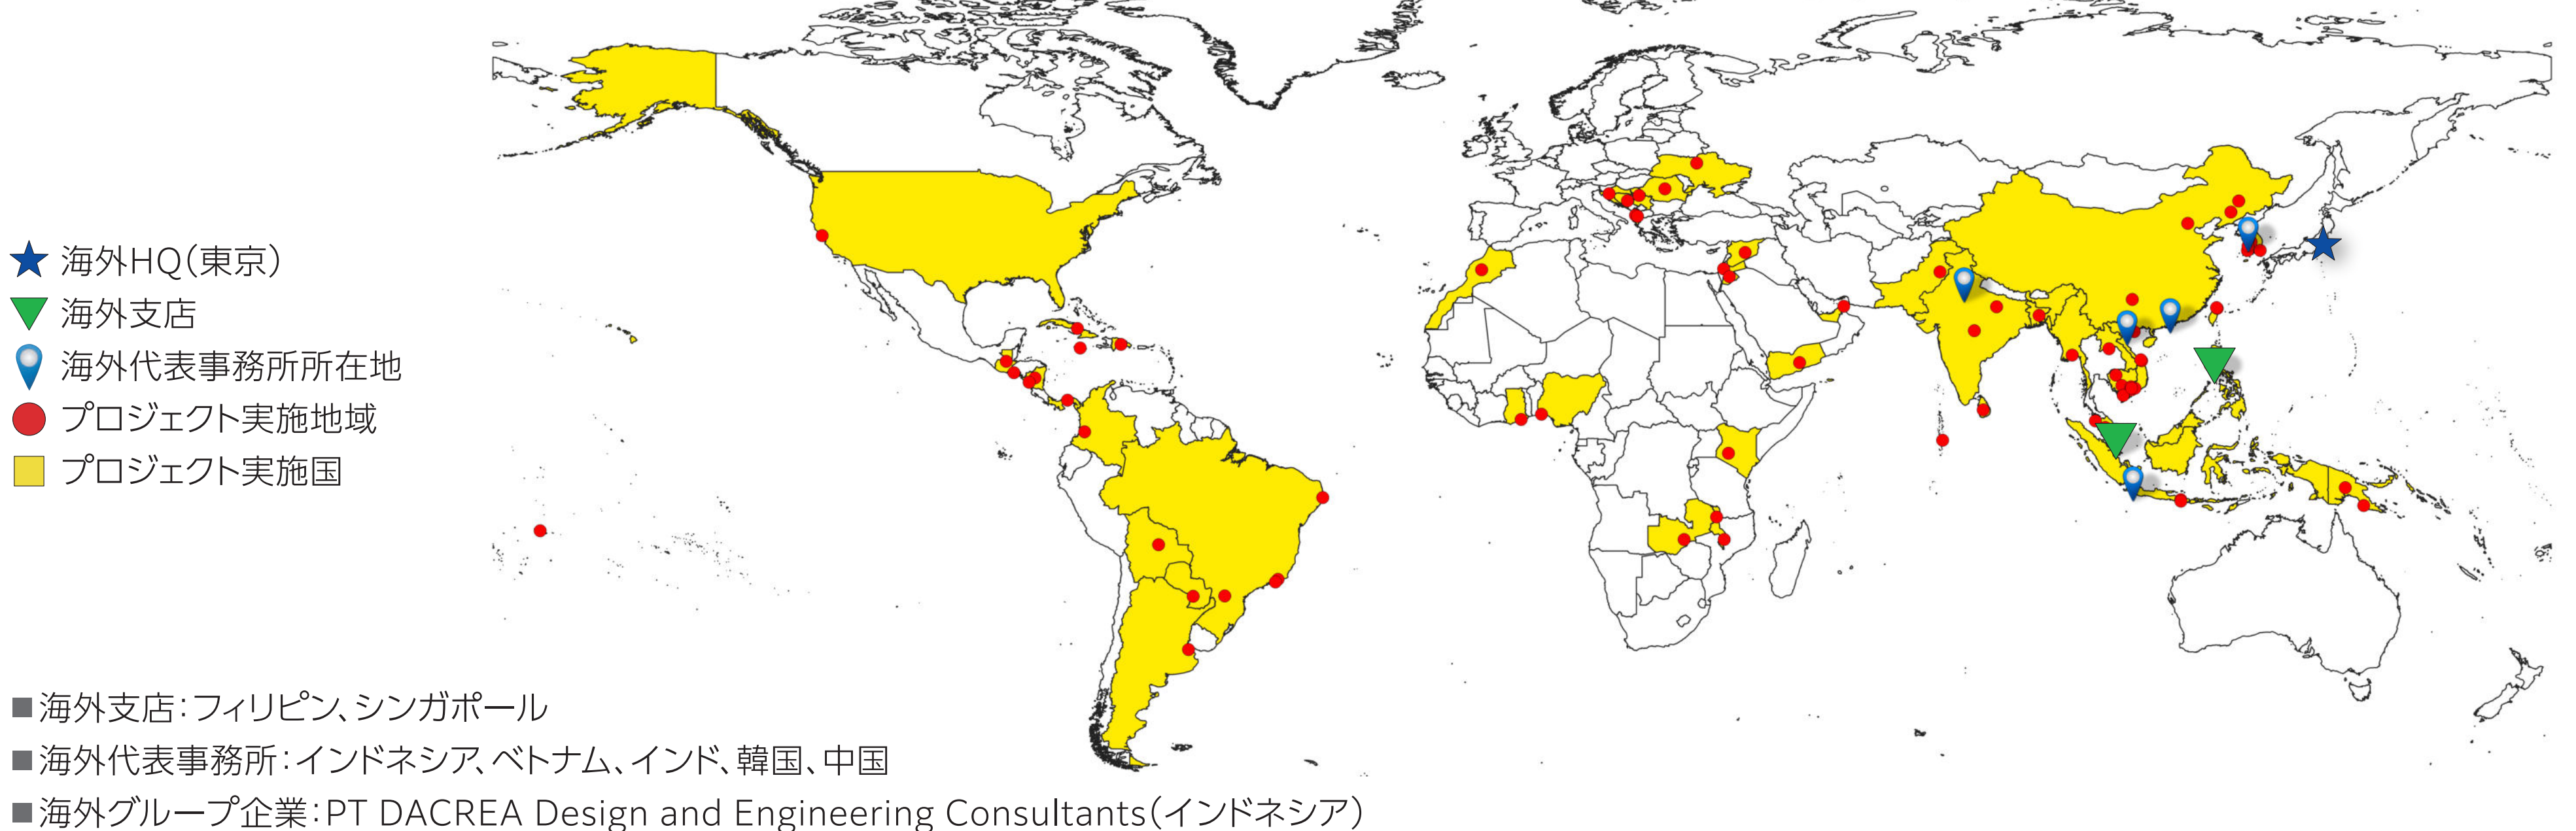 海外HQ（東京）
海外支店
海外代表事務所所在地
プロジェクト実施地域
プロジェクト実施国
■海外支店：フィリピン、シンガポール
■海外代表事務所：インドネシア、ベトナム、インド、韓国、中国
■海外グループ企業：PT DACREA Design and Engineering Consultants（インドネシア）